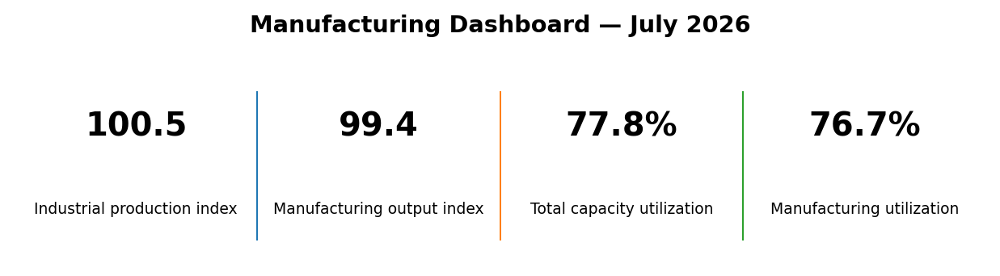 Manufacturing Dashboard — July 2026
100.5
Industrial production index
99.4
Manufacturing output index
77.8%
Total capacity utilization
76.7%
Manufacturing utilization